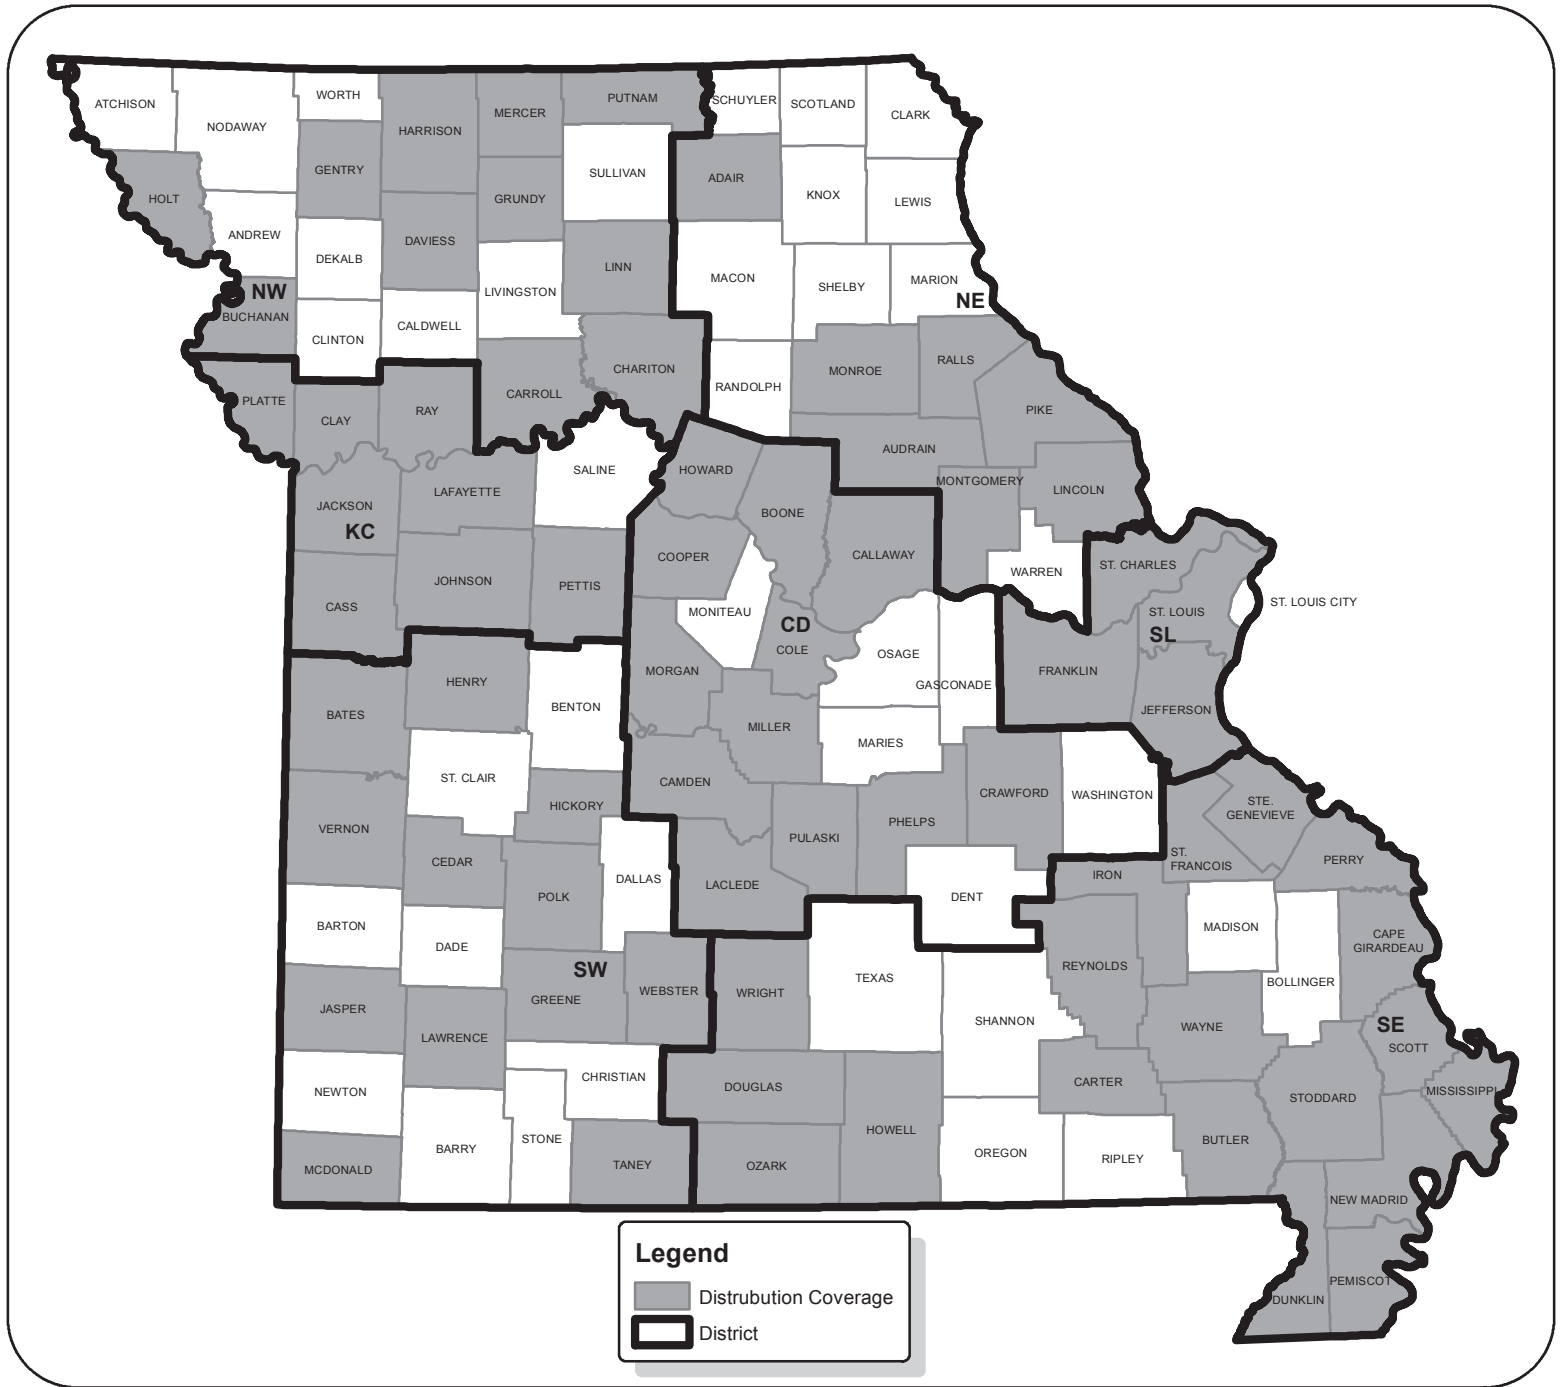 ATCHISON
NODAWAY
WORTH
HARRISON
MERCER
PUTNAM
SCHUYLER
SCOTLAND
CLARK
GENTRY
SULLIVAN
ADAIR
KNOX
LEWIS
HOLT
GRUNDY
ANDREW
DEKALB
DAVIESS
LINN
MACON
SHELBY
MARION
NE
LIVINGSTON
NW
BUCHANAN
CLINTON
CALDWELL
CHARITON
RANDOLPH
MONROE
RALLS
PIKE
PLATTE
CLAY
RAY
CARROLL
AUDRAIN
SALINE
HOWARD
MONTGOMERY
LINCOLN
JACKSON
LAFAYETTE
KC
BOONE
CALLAWAY
COOPER
WARREN
ST. CHARLES
CASS
JOHNSON
PETTIS
MONITEAU
ST. LOUIS
ST. LOUIS CITY
CD
SL
COLE
OSAGE
MORGAN
GASCONADE
FRANKLIN
JEFFERSON
HENRY
BATES
BENTON
MILLER
MARIES
ST. CLAIR
CAMDEN
CRAWFORD
WASHINGTON
HICKORY
VERNON
PULASKI
PHELPS
STE.
GENEVIEVE
CEDAR
ST.
FRANCOIS
PERRY
DALLAS
LACLEDE
IRON
POLK
DENT
BARTON
DADE
MADISON
CAPE
GIRARDEAU
SW
REYNOLDS
BOLLINGER
GREENE
WEBSTER
WRIGHT
TEXAS
JASPER
SHANNON
WAYNE
SE
SCOTT
LAWRENCE
NEWTON
CHRISTIAN
DOUGLAS
CARTER
STODDARD
MISSISSIPPI
BARRY
STONE
HOWELL
BUTLER
MCDONALD
TANEY
OZARK
OREGON
RIPLEY
NEW MADRID
PEMISCOT
DUNKLIN
Legend
Distrubution Coverage
District